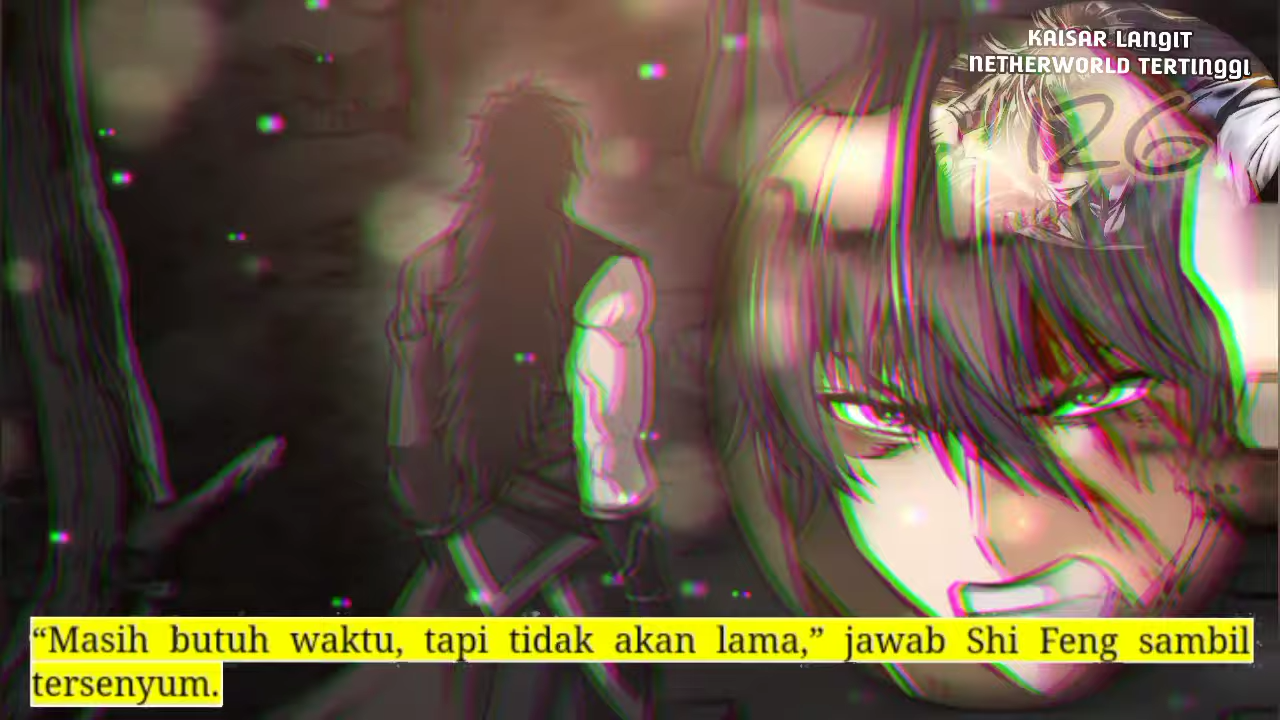 KAISAR LANGIT
NETHERWORLD TERTINGGI
126
“Masih butuh waktu, tapi tidak akan lama,” jawab Shi Feng sambil
tersenyum.